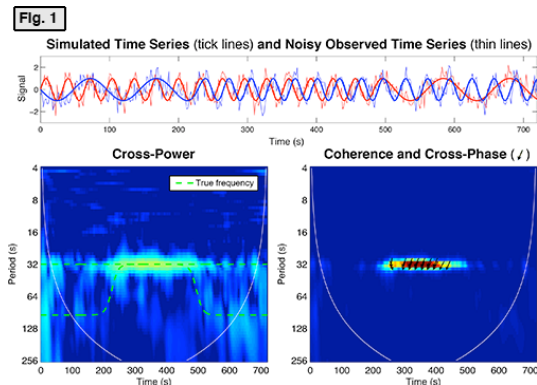 Fig. 1
Simulated Time Series (tick lines) and Noisy Observed Time Series (thin lines)
Signal
2
0
-2
0 100 200 300 400 500 600 700
Time (s)
Cross-Power
Coherence and Cross-Phase (↙)
True frequency
Period (s)
4
8
16
32
64
128
256
0 100 200 300 400 500 600 700
Time (s)
Period (s)
4
8
16
32
64
128
256
0 100 200 300 400 500 600 700
Time (s)